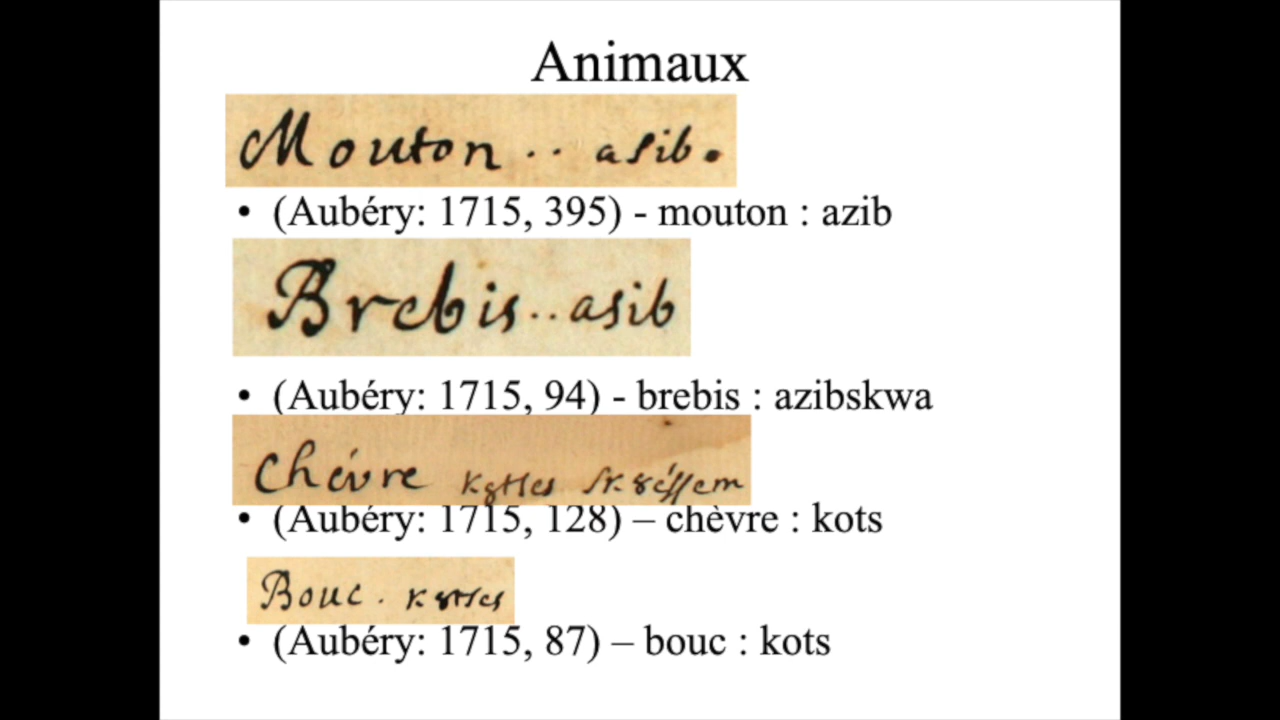 Animaux
Mouton .. asib.
• (Aubéry: 1715, 395) - mouton : azib
Brebis .. asib
• (Aubéry: 1715, 94) - brebis : azibskwa
Chévre
• (Aubéry: 1715, 128) – chèvre : kots
Bouc .
• (Aubéry: 1715, 87) – bouc : kots